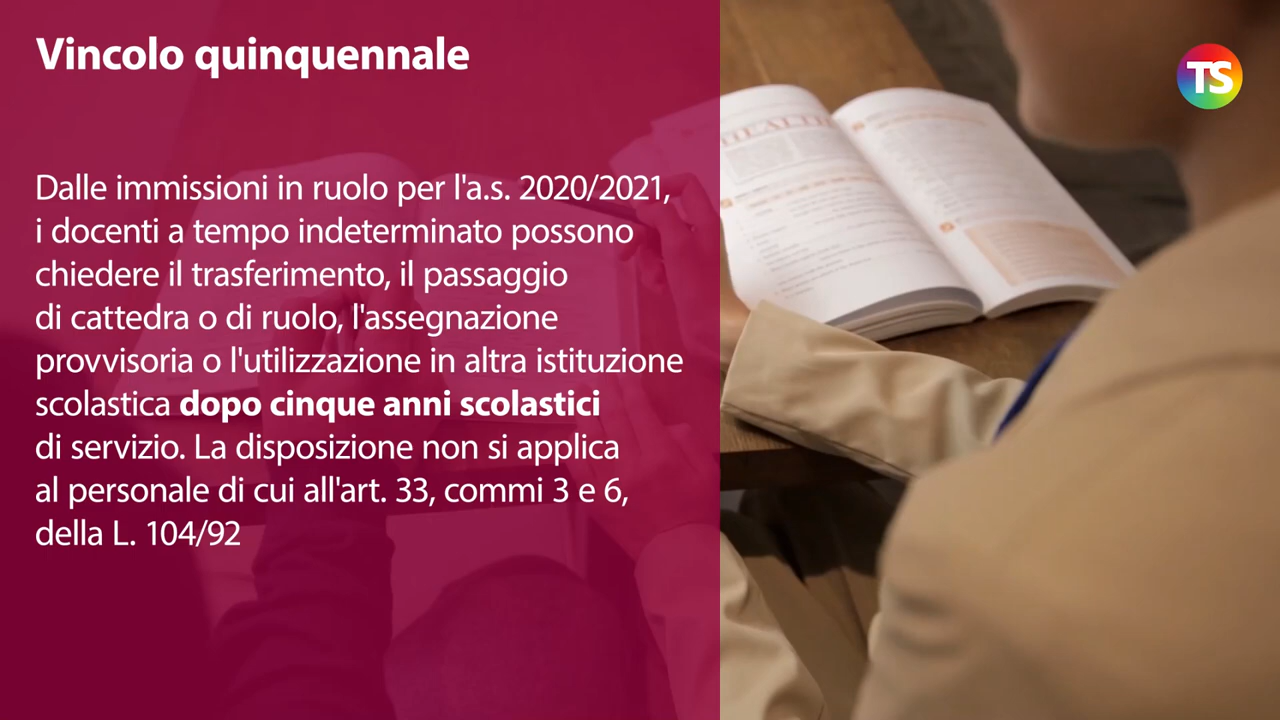 Vincolo quinquennale
TS
Dalle immissioni in ruolo per l'a.s. 2020/2021,
i docenti a tempo indeterminato possono
chiedere il trasferimento, il passaggio
di cattedra o di ruolo, l'assegnazione
provvisoria o l'utilizzazione in altra istituzione
scolastica dopo cinque anni scolastici
di servizio. La disposizione non si applica
al personale di cui all'art. 33, commi 3 e 6,
della L. 104/92